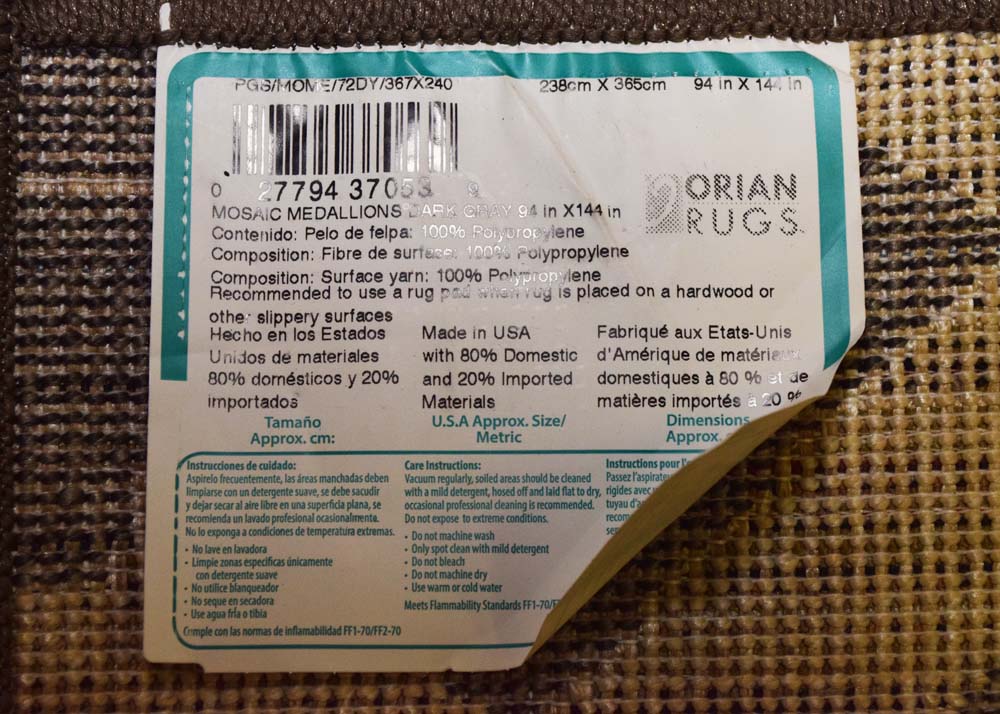 PGS/MOME/72DY/367X240 238cm X 365cm 94 in X 144 in
0 27794 37053 9
ORIAN
RUGS
MOSAIC MEDALLIONS DARK GRAY 94 in X144 in
Contenido: Pelo de felpa: 100% Polypropylene
Composition: Fibre de surface: 100% Polypropylene
Composition: Surface yarn: 100% Polypropylene
Recommended to use a rug pad when rug is placed on a hardwood or
other slippery surfaces
Hecho en los Estados
Unidos de materiales
80% domésticos y 20%
importados
Made in USA
with 80% Domestic
and 20% Imported
Materials
Fabriqué aux Etats-Unis
d'Amérique de matériaux
domestiques à 80 % et de
matières importés à 20 %
Tamaño
Approx. cm:
U.S.A Approx. Size/
Metric
Dimensions
Approx.
Instrucciones de cuidado:
Aspirelo frecuentemente, las áreas manchadas deben
limpiarse con un detergente suave, se debe sacudir
y dejar secar al aire libre en una superficie plana, se
recomienda un lavado profesional ocasionalmente.
No lo exponga a condiciones de temperatura extremas.
• No lave en lavadora
• Limpie zonas específicas únicamente
con detergente suave
• No utilice blanqueador
• No seque en secadora
• Use agua fría o tibia
Cumple con las normas de inflamabilidad FF1-70/FF2-70
Care Instructions:
Vacuum regularly, soiled areas should be cleaned
with a mild detergent, hosed off and laid flat to dry,
occasional professional cleaning is recommended.
Do not expose to extreme conditions.
• Do not machine wash
• Only spot clean with mild detergent
• Do not bleach
• Do not machine dry
• Use warm or cold water
Meets Flammability Standards FF1-70/F
Instructions pour l'
Passez l'aspirateu
rigides avec
tuyau d'a
recom
se